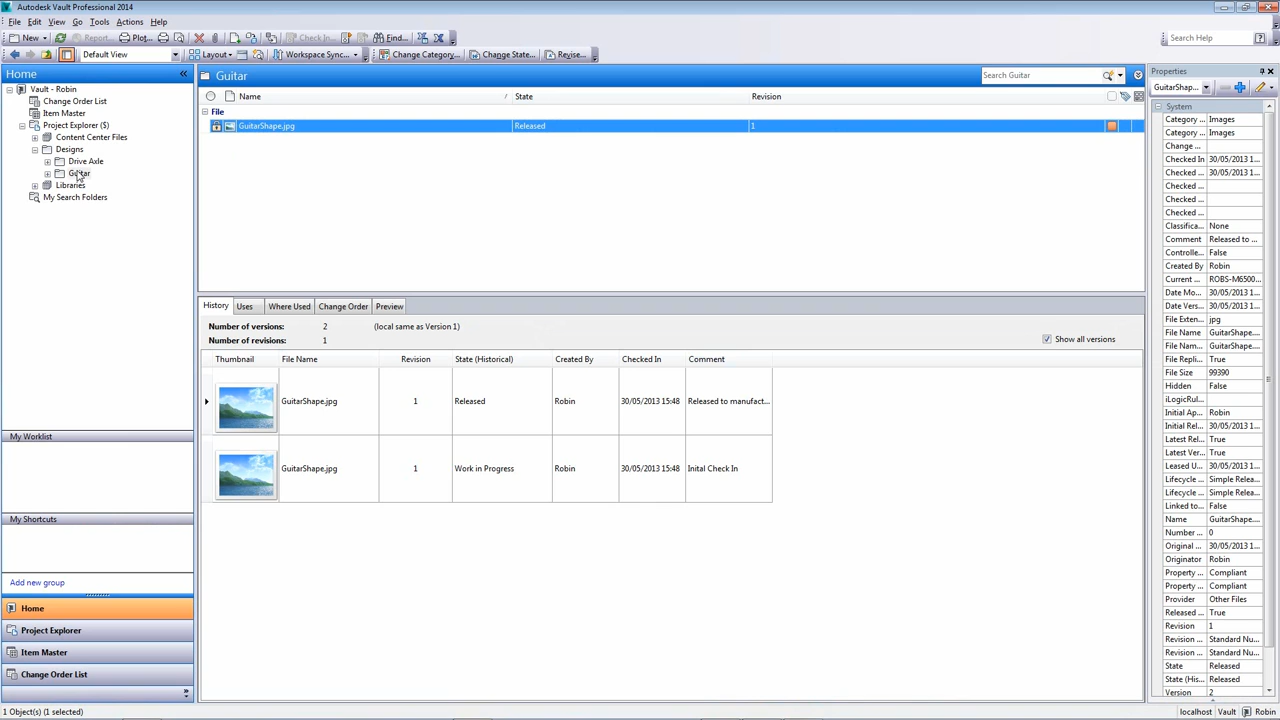 Autodesk Vault Professional 2014
File Edit View Go Tools Actions Help
New Report... Plot... Check In... Find... Search Help
Default View Layout Workspace Sync... Change Category... Change State... Revise...
Home
Vault - Robin
Change Order List
Item Master
Project Explorer ($)
Content Center Files
Designs
Drive Axle
Guitar
Libraries
My Search Folders
My Worklist
My Shortcuts
Add new group
Home
Project Explorer
Item Master
Change Order List
Guitar Search Guitar
Name State Revision
File
GuitarShape.jpg Released 1
History Uses Where Used Change Order Preview
Number of versions: 2 (local same as Version 1)
Number of revisions: 1
Show all versions
Thumbnail File Name Revision State (Historical) Created By Checked In Comment
GuitarShape.jpg 1 Released Robin 30/05/2013 15:48 Released to manufact...
GuitarShape.jpg 1 Work in Progress Robin 30/05/2013 15:48 Inital Check In
Properties
GuitarShap...
System
Category ... Images
Category ... Images
Change ...
Checked In 30/05/2013 1...
Checked ... 30/05/2013 1...
Checked ...
Checked ...
Checked ...
Classifica... None
Comment Released to ...
Controlle... False
Created By Robin
Current ... ROBS-M6500...
Date Mo... 30/05/2013 1...
Date Vers... 30/05/2013 1...
File Exten... jpg
File Name GuitarShape....
File Nam... GuitarShape....
File Repli... True
File Size 99390
Hidden False
iLogicRul...
Initial Ap... Robin
Initial Rel... 30/05/2013 1...
Latest Rel... True
Latest Ver... True
Leased U... 30/05/2013 1...
Lifecycle ... Simple Relea...
Lifecycle ... Simple Relea...
Linked to... False
Name GuitarShape....
Number ... 0
Original ... 30/05/2013 1...
Originator Robin
Property ... Compliant
Property ... Compliant
Provider Other Files
Released ... True
Revision 1
Revision ... Standard Nu...
Revision ... Standard Nu...
State Released
State (His... Released
Version 2
1 Object(s) (1 selected) localhost Vault Robin